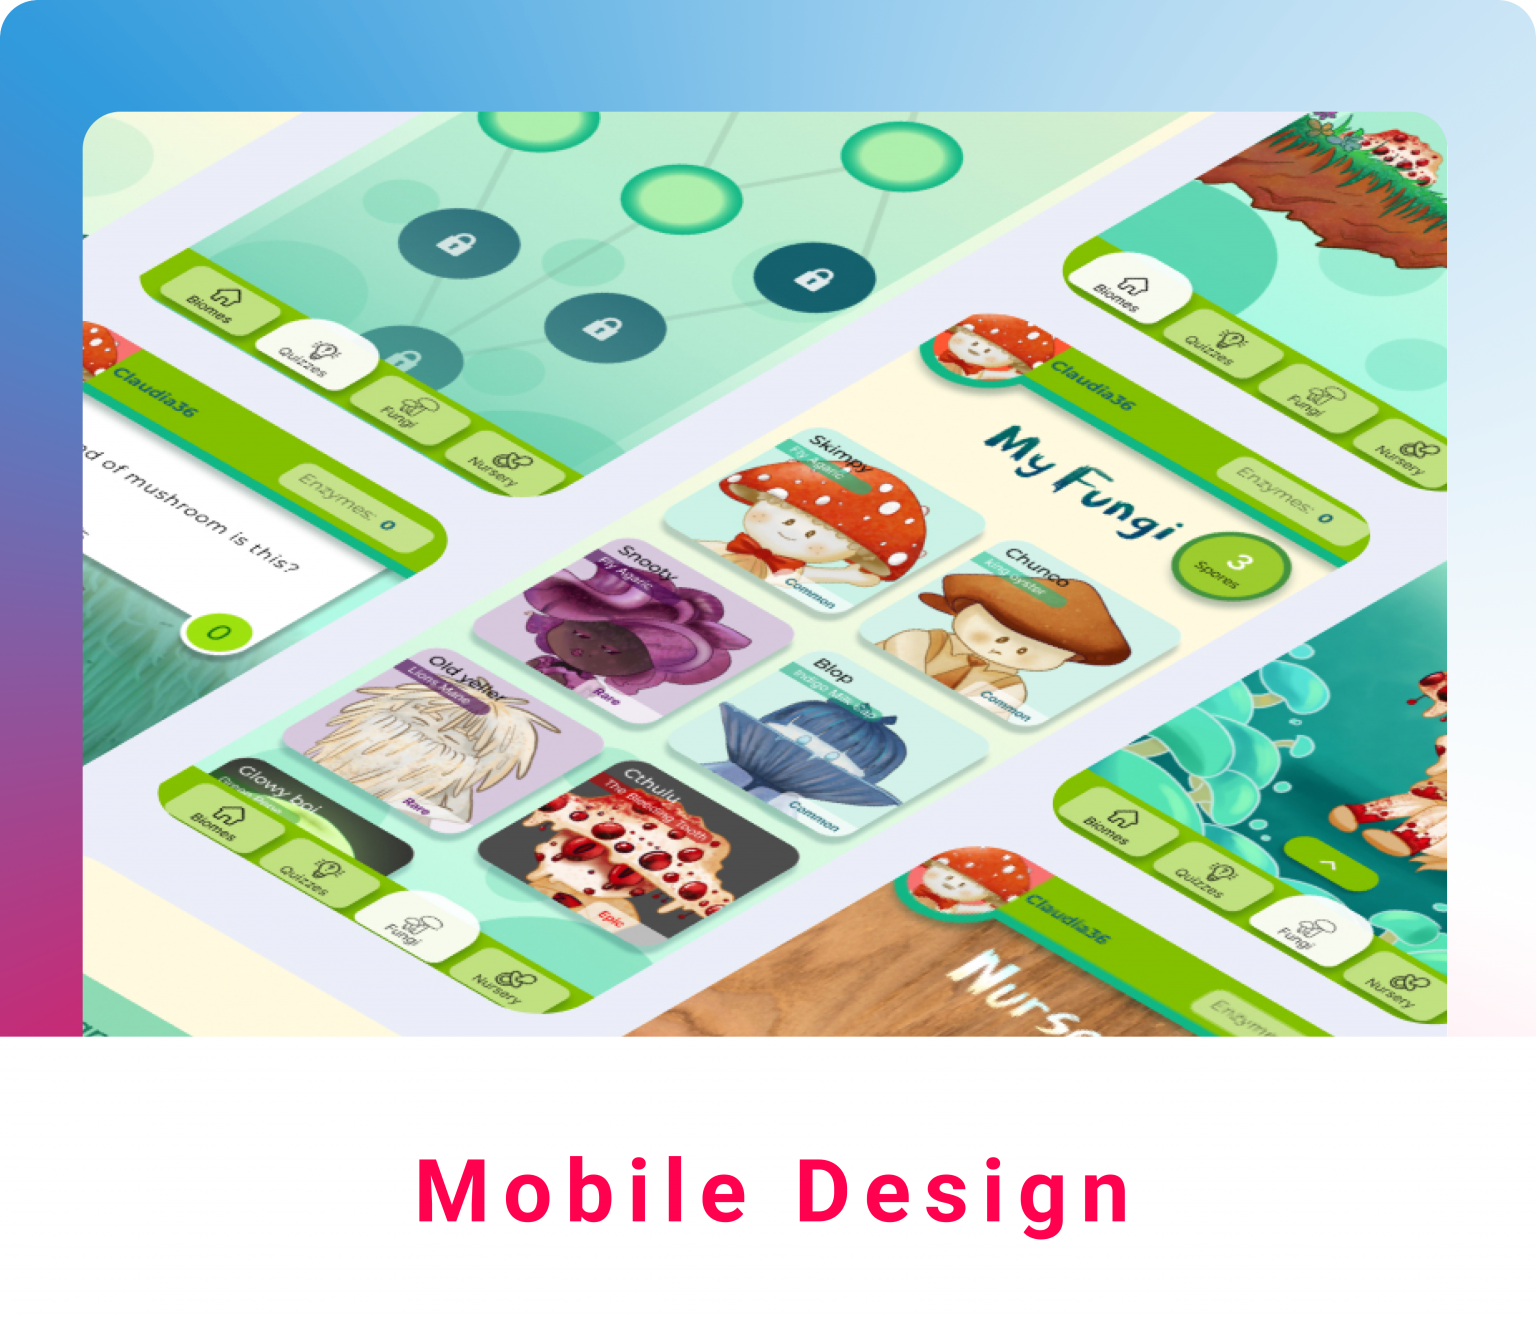 Biomes
Quizzes
Fungi
Nursery
Biomes
Quizzes
Fungi
Nursery
Claudia36
Enzymes: 0
of mushroom is this?
0
Claudia36
Enzymes: 0
My Fungi
3
Spores
Skimpy
Fly Agaric
Common
Chunco
king oyster
Common
Snooty
Fly Agaric
Rare
Blop
Indigo Milk Cap
Common
Old yeller
Lions Mane
Rare
Cthulu
The Bleeding Tooth
Epic
Glowy boi
Biomes
Quizzes
Fungi
Nursery
Biomes
Quizzes
Fungi
Nursery
Claudia36
Mobile Design